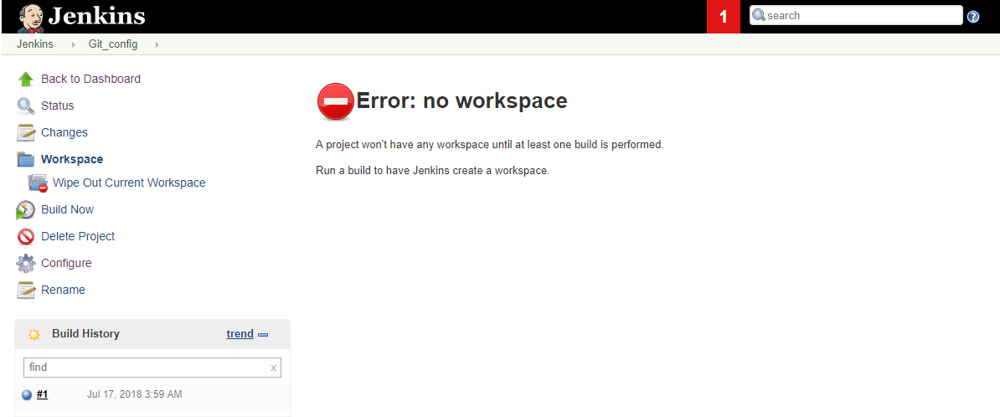 Jenkins
1
search
?
Jenkins
Git_config
Back to Dashboard
Status
Changes
Workspace
Wipe Out Current Workspace
Build Now
Delete Project
Configure
Rename
Error: no workspace
A project won't have any workspace until at least one build is performed.
Run a build to have Jenkins create a workspace.
Build History trend
find x
#1 Jul 17, 2018 3:59 AM